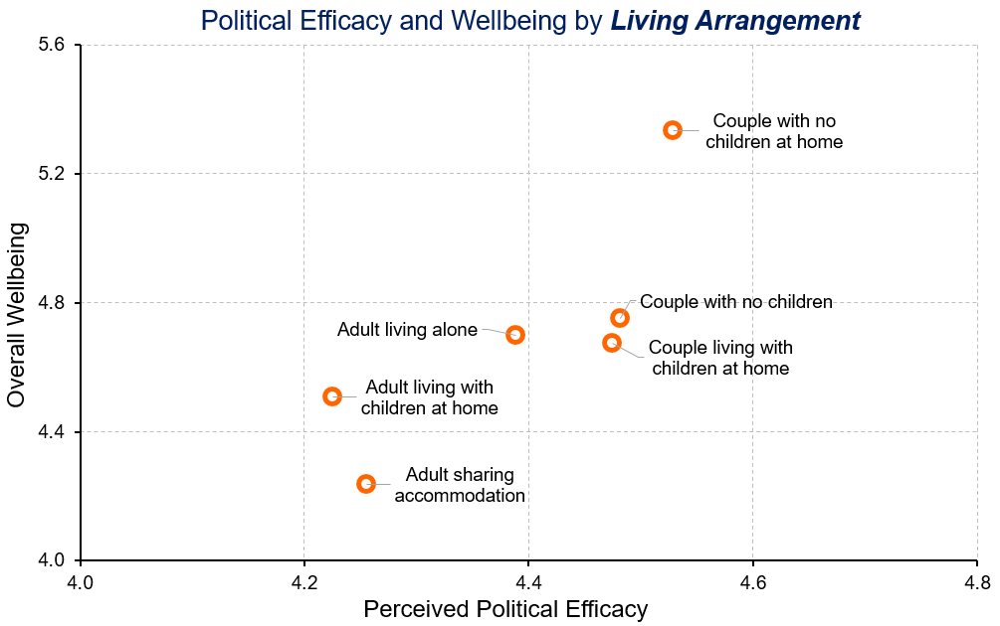 Political Efficacy and Wellbeing by Living Arrangement
5.6
5.2
4.8
4.4
4.0
Overall Wellbeing
Couple with no
children at home
Couple with no children
Adult living alone
Couple living with
children at home
Adult living with
children at home
Adult sharing
accommodation
4.0
4.2
4.4
4.6
4.8
Perceived Political Efficacy